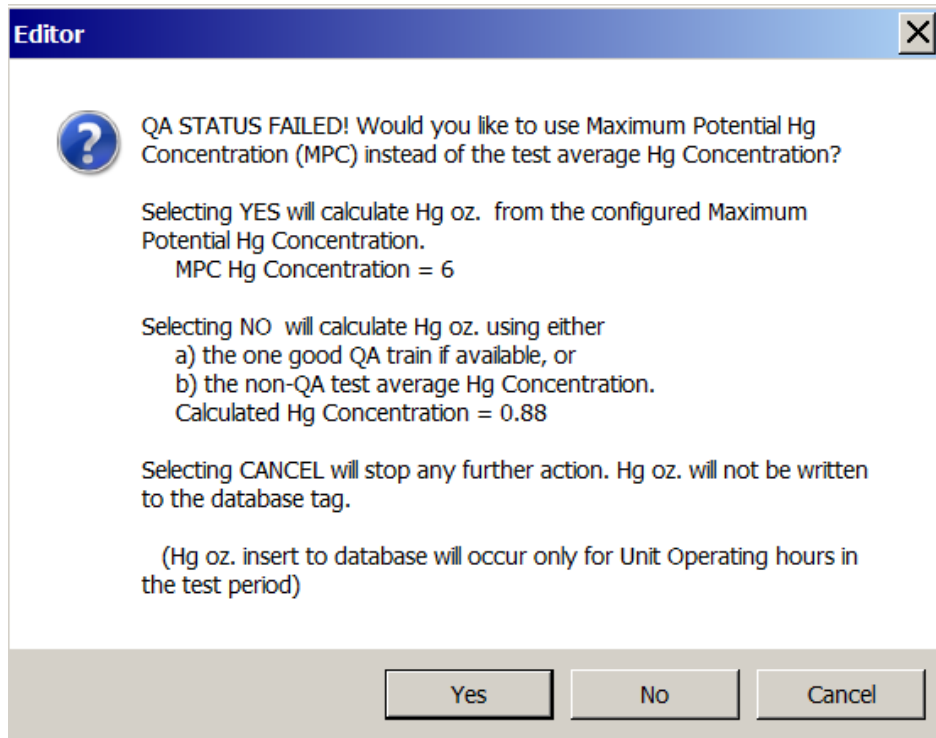 Editor
QA STATUS FAILED! Would you like to use Maximum Potential Hg
Concentration (MPC) instead of the test average Hg Concentration?
Selecting YES will calculate Hg oz.  from the configured Maximum
Potential Hg Concentration.
MPC Hg Concentration = 6
Selecting NO  will calculate Hg oz. using either
a) the one good QA train if available, or
b) the non-QA test average Hg Concentration.
Calculated Hg Concentration = 0.88
Selecting CANCEL will stop any further action. Hg oz. will not be written
to the database tag.
(Hg oz. insert to database will occur only for Unit Operating hours in
the test period)
Yes No Cancel